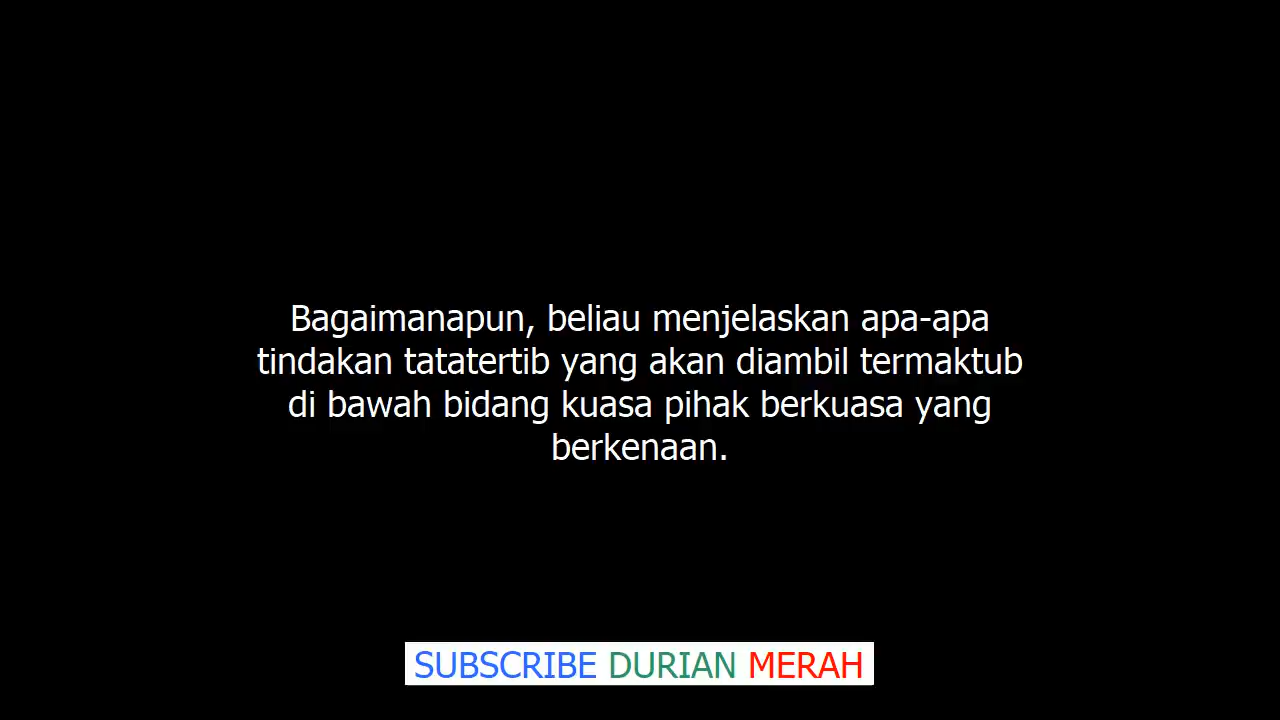 Bagaimanapun, beliau menjelaskan apa-apa
tindakan tatatertib yang akan diambil termaktub
di bawah bidang kuasa pihak berkuasa yang
berkenaan.
SUBSCRIBE DURIAN MERAH